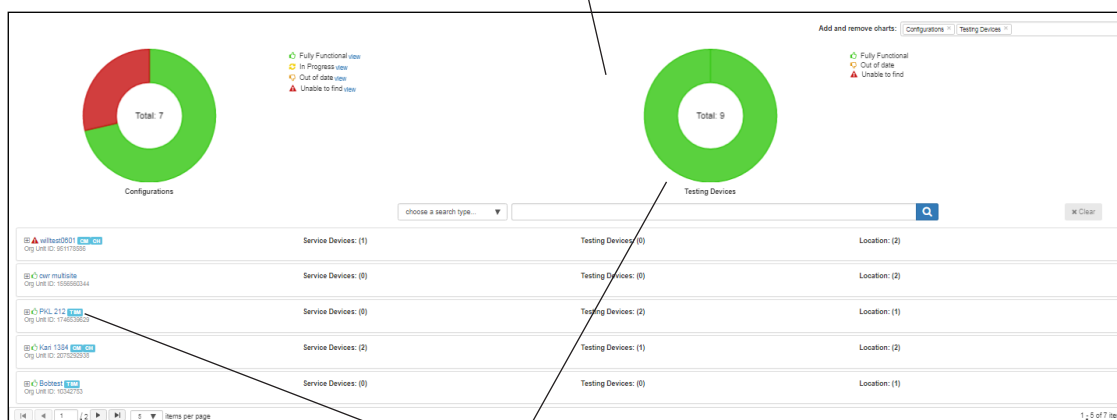 Add and remove charts: Configurations × Testing Devices ×
Fully Functional view
In Progress view
Out of date view
Unable to find view
Total: 7
Configurations
Fully Functional
Out of date
Unable to find
Total: 9
Testing Devices
choose a search type... ▼
× Clear
willtest0601 CM CH Service Devices: (1) Testing Devices: (0) Location: (2)
Org Unit ID: 951178555
cwr multisite Service Devices: (0) Testing Devices: (0) Location: (2)
Org Unit ID:
PKL 212 TSM Service Devices: (0) Testing Devices: (2) Location: (1)
Org Unit ID:
Kari 1384 CM CH Service Devices: (2) Testing Devices: (1) Location: (2)
Org Unit ID: 2075292938
Bobtest TSM Service Devices: (0) Testing Devices: (0) Location: (1)
Org Unit ID: 10342753
1 / 2 5 ▼ items per page 1 - 5 of 7